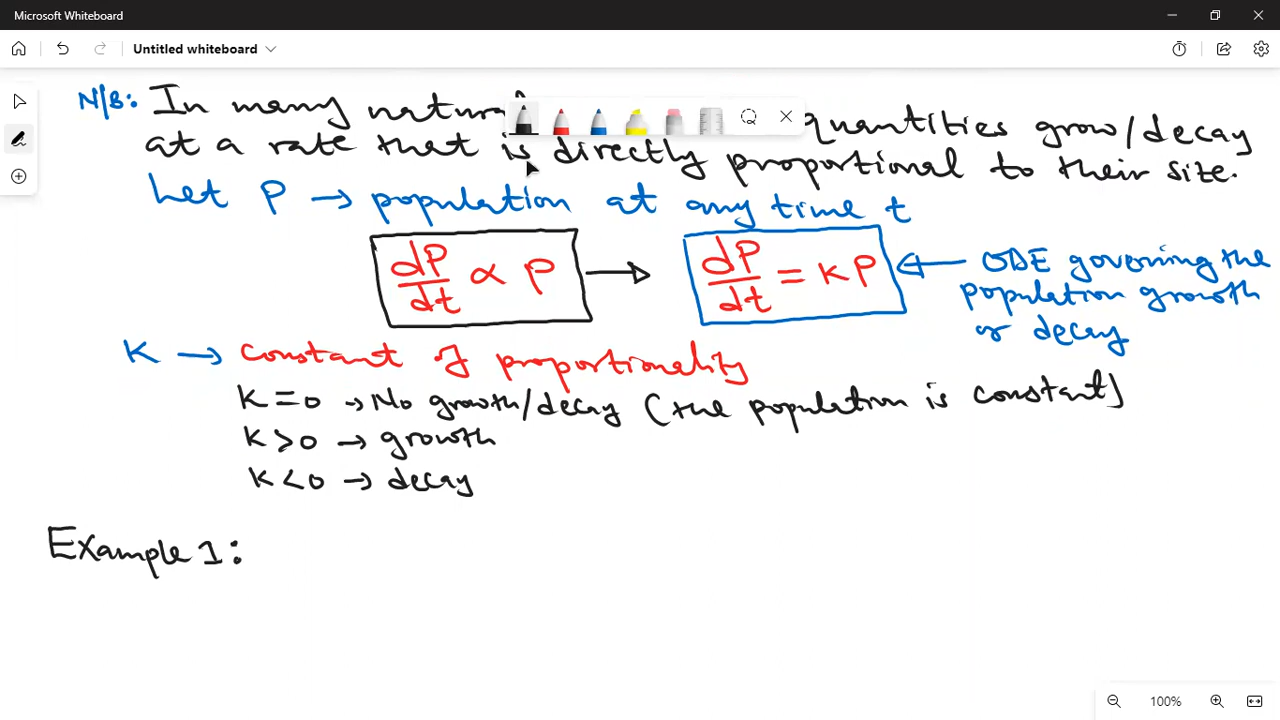 Microsoft Whiteboard
Untitled whiteboard
N/B: In many natural quantities grow/decay
at a rate that is directly proportional to their size.
Let P → population at any time t
dP/dt ∝ P → dP/dt = KP ← ODE governing the
population growth
or decay
K → constant of proportionality
K = 0 → No growth/decay (the population is constant)
K > 0 → growth
K < 0 → decay
Example 1:
100%